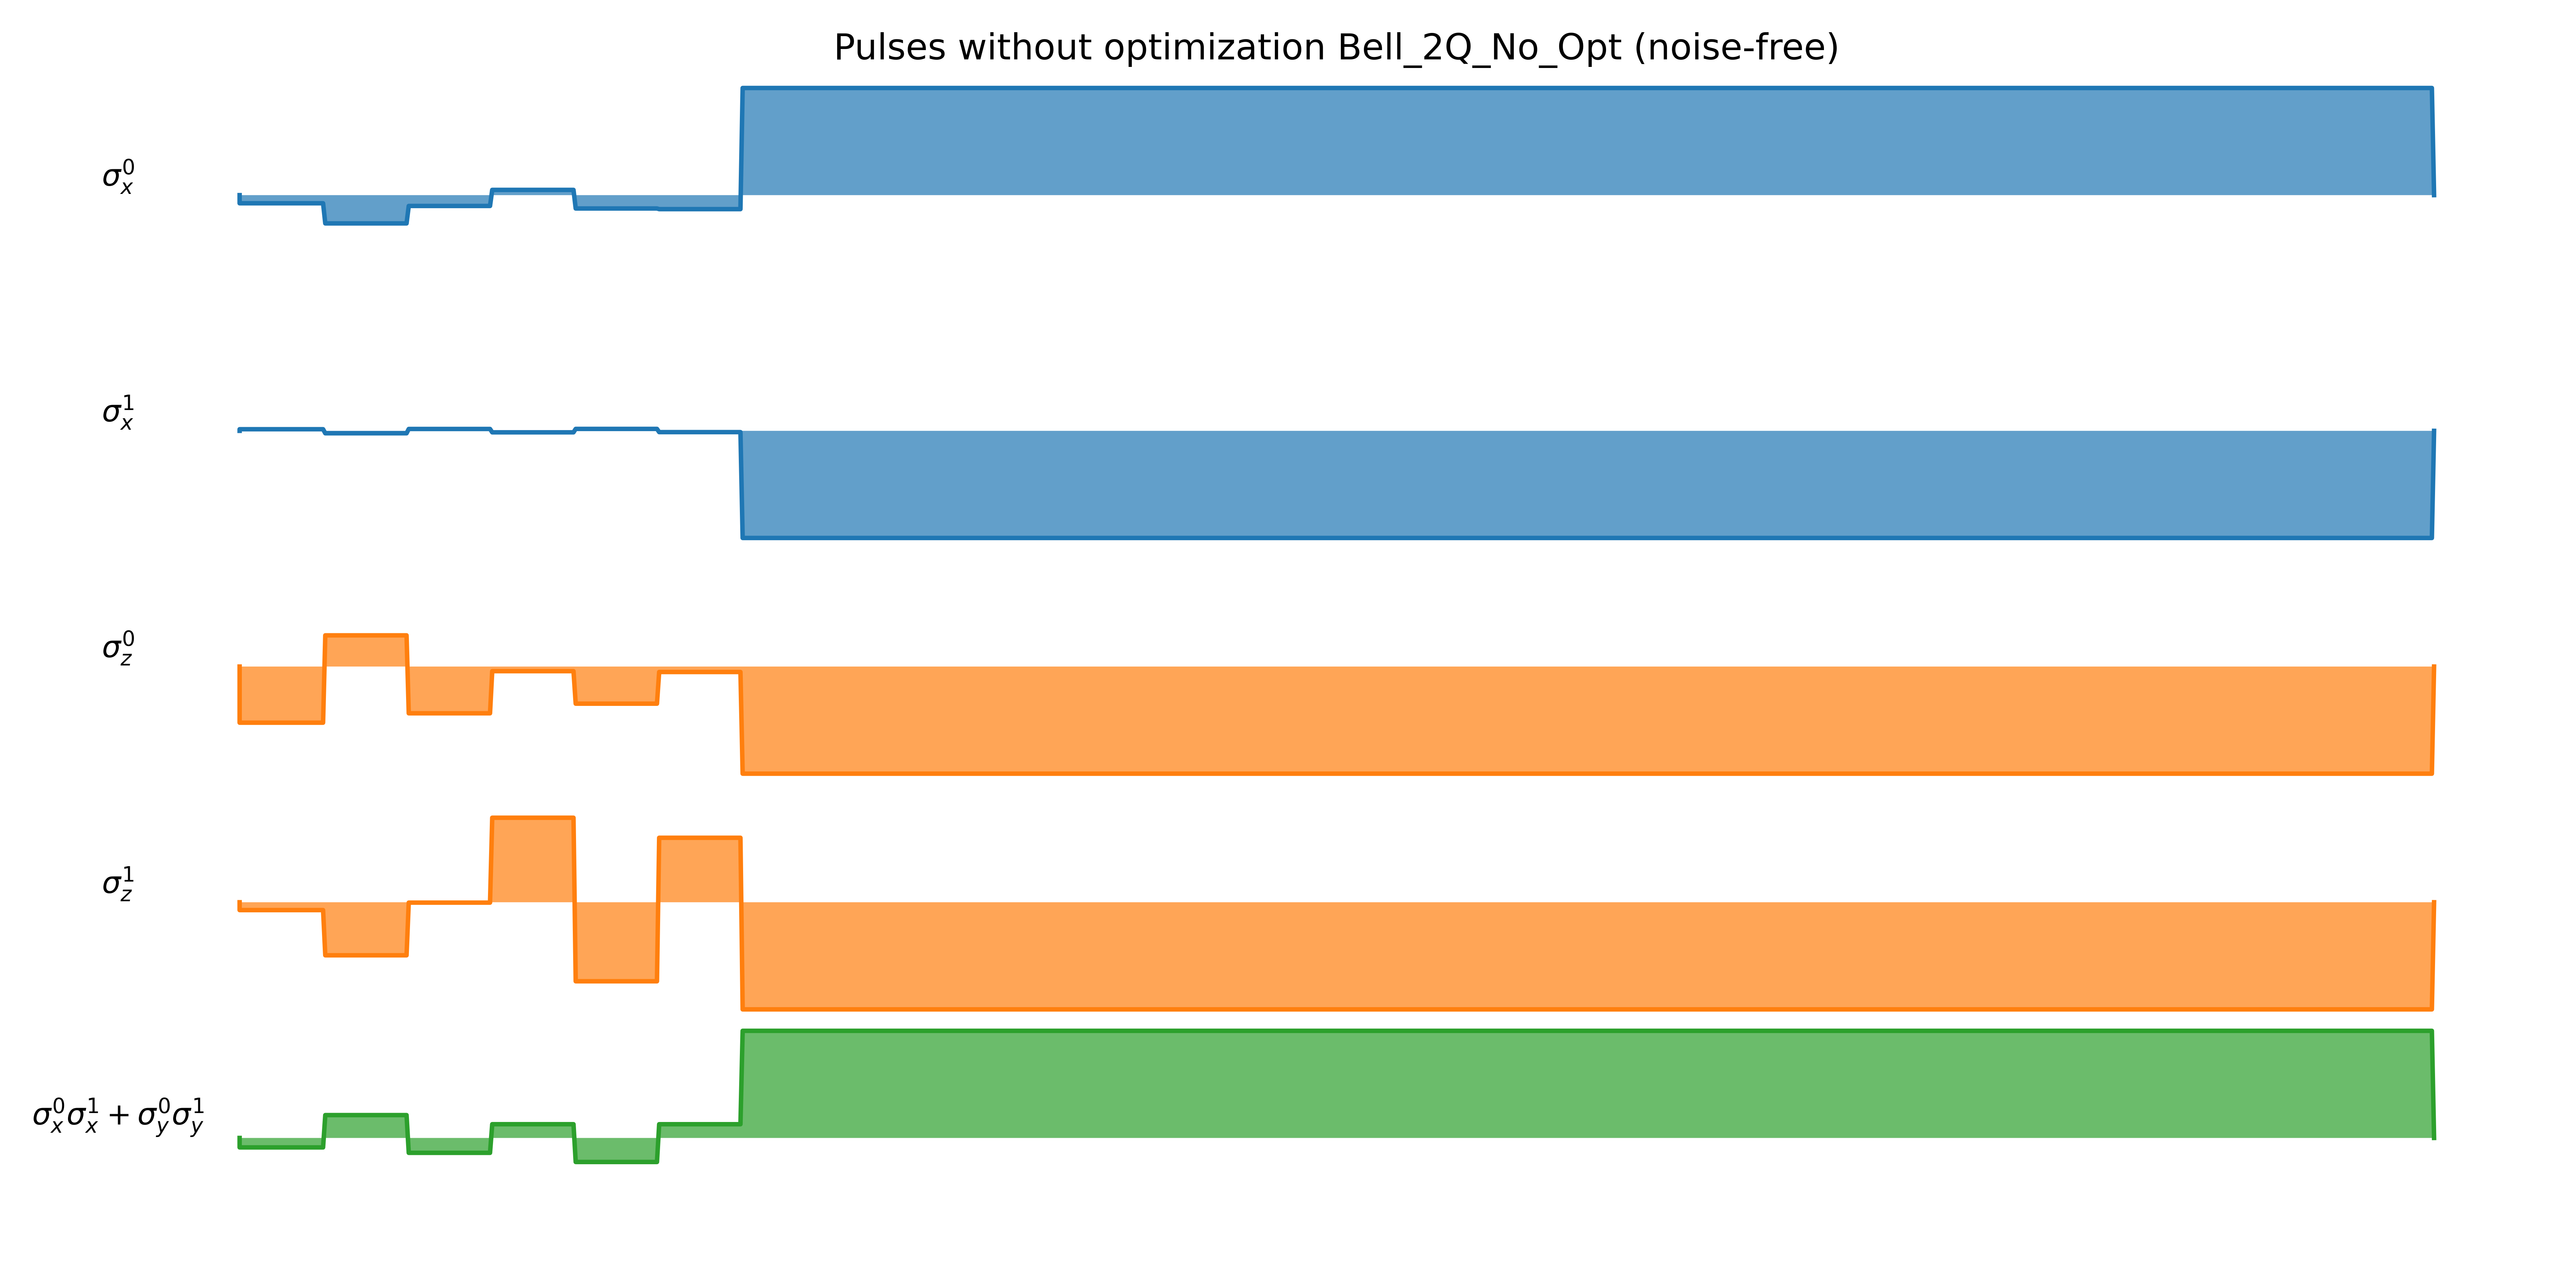 Pulses without optimization Bell_2Q_No_Opt (noise-free)
σ_x^0
σ_x^1
σ_z^0
σ_z^1
σ_x^0σ_x^1 + σ_y^0σ_y^1